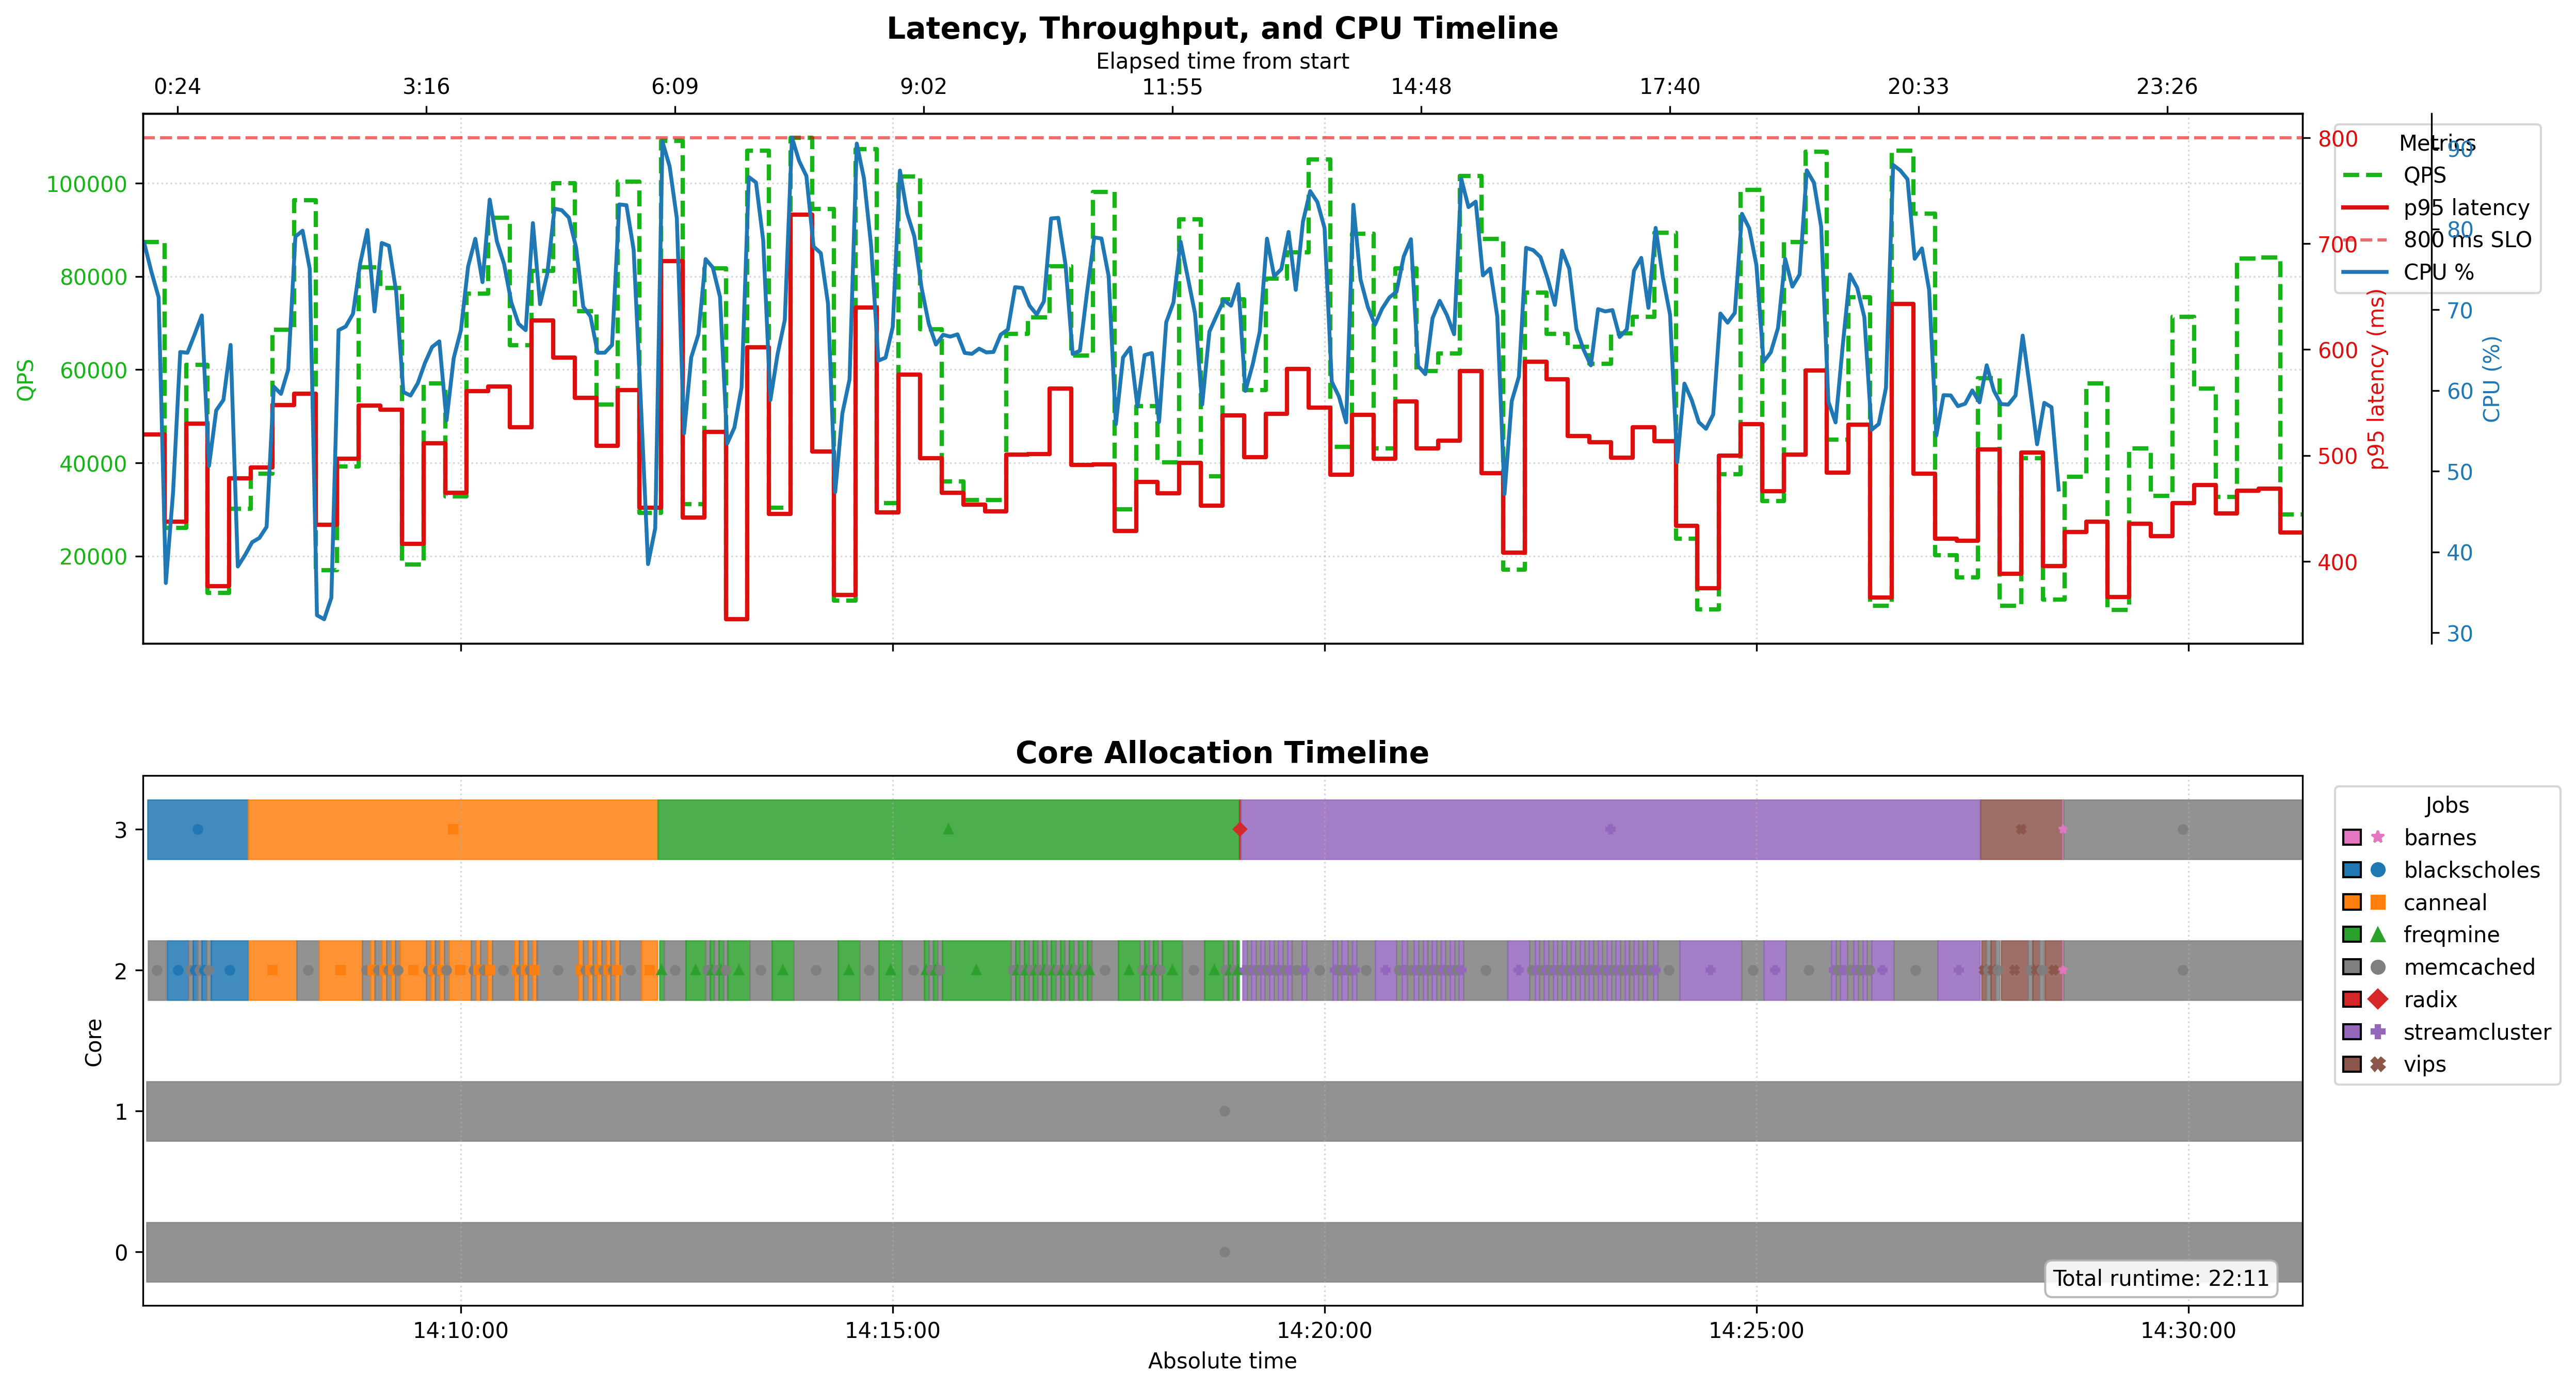 Latency, Throughput, and CPU Timeline
Elapsed time from start
0:24 3:16 6:09 9:02 11:55 14:48 17:40 20:33 23:26
QPS
100000
80000
60000
40000
20000
800
700
600
500
400
p95 latency (ms)
90
80
70
60
50
40
30
CPU (%)
Metrics
QPS
p95 latency
800 ms SLO
CPU %
Core Allocation Timeline
Core
3
2
1
0
Total runtime: 22:11
14:10:00 14:15:00 14:20:00 14:25:00 14:30:00
Absolute time
Jobs
barnes
blackscholes
canneal
freqmine
memcached
radix
streamcluster
vips